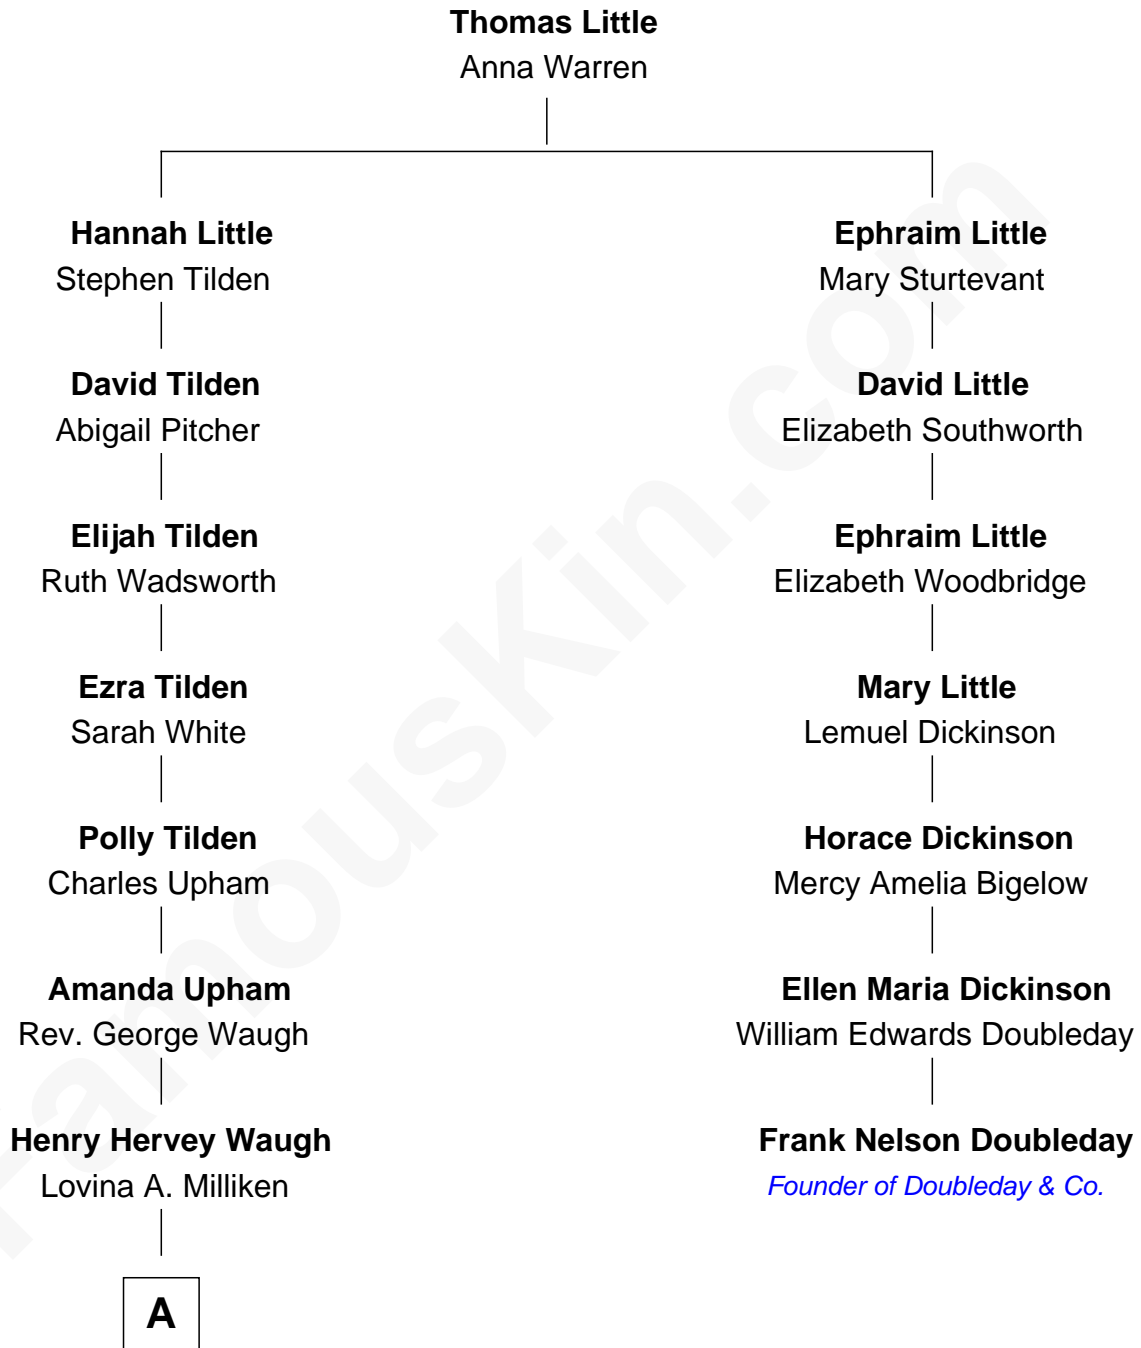 Thomas Little
Anna Warren
Hannah Little
Stephen Tilden
David Tilden
Abigail Pitcher
Elijah Tilden
Ruth Wadsworth
Ezra Tilden
Sarah White
Polly Tilden
Charles Upham
Amanda Upham
Rev. George Waugh
Henry Hervey Waugh
Lovina A. Milliken
A
Ephraim Little
Mary Sturtevant
David Little
Elizabeth Southworth
Ephraim Little
Elizabeth Woodbridge
Mary Little
Lemuel Dickinson
Horace Dickinson
Mercy Amelia Bigelow
Ellen Maria Dickinson
William Edwards Doubleday
Frank Nelson Doubleday
Founder of Doubleday & Co.
FamousKin.com